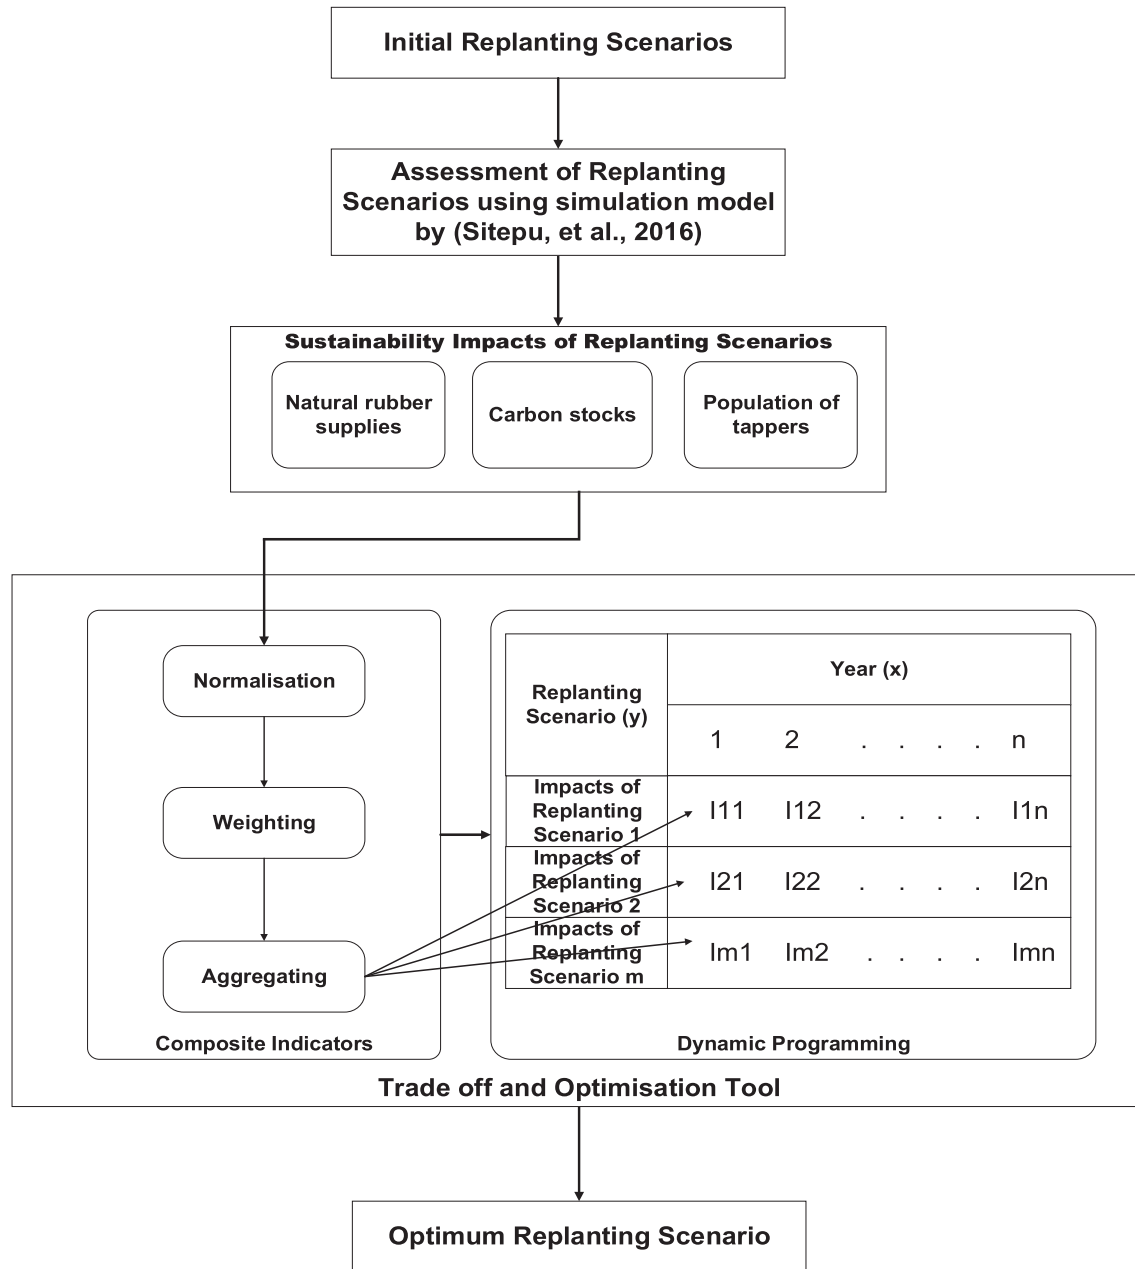 Initial Replanting Scenarios
Assessment of Replanting
Scenarios using simulation model
by (Sitepu, et al., 2016)
Sustainability Impacts of Replanting Scenarios
Natural rubber
supplies
Carbon stocks
Population of
tappers
Normalisation
Weighting
Aggregating
Composite Indicators
Replanting
Scenario (y)
Year (x)
1 2 . . . . n
Impacts of
Replanting
Scenario 1
I11 I12 . . . . I1n
Impacts of
Replanting
Scenario 2
I21 I22 . . . . I2n
Impacts of
Replanting
Scenario m
Im1 Im2 . . . . Imn
Dynamic Programming
Trade off and Optimisation Tool
Optimum Replanting Scenario